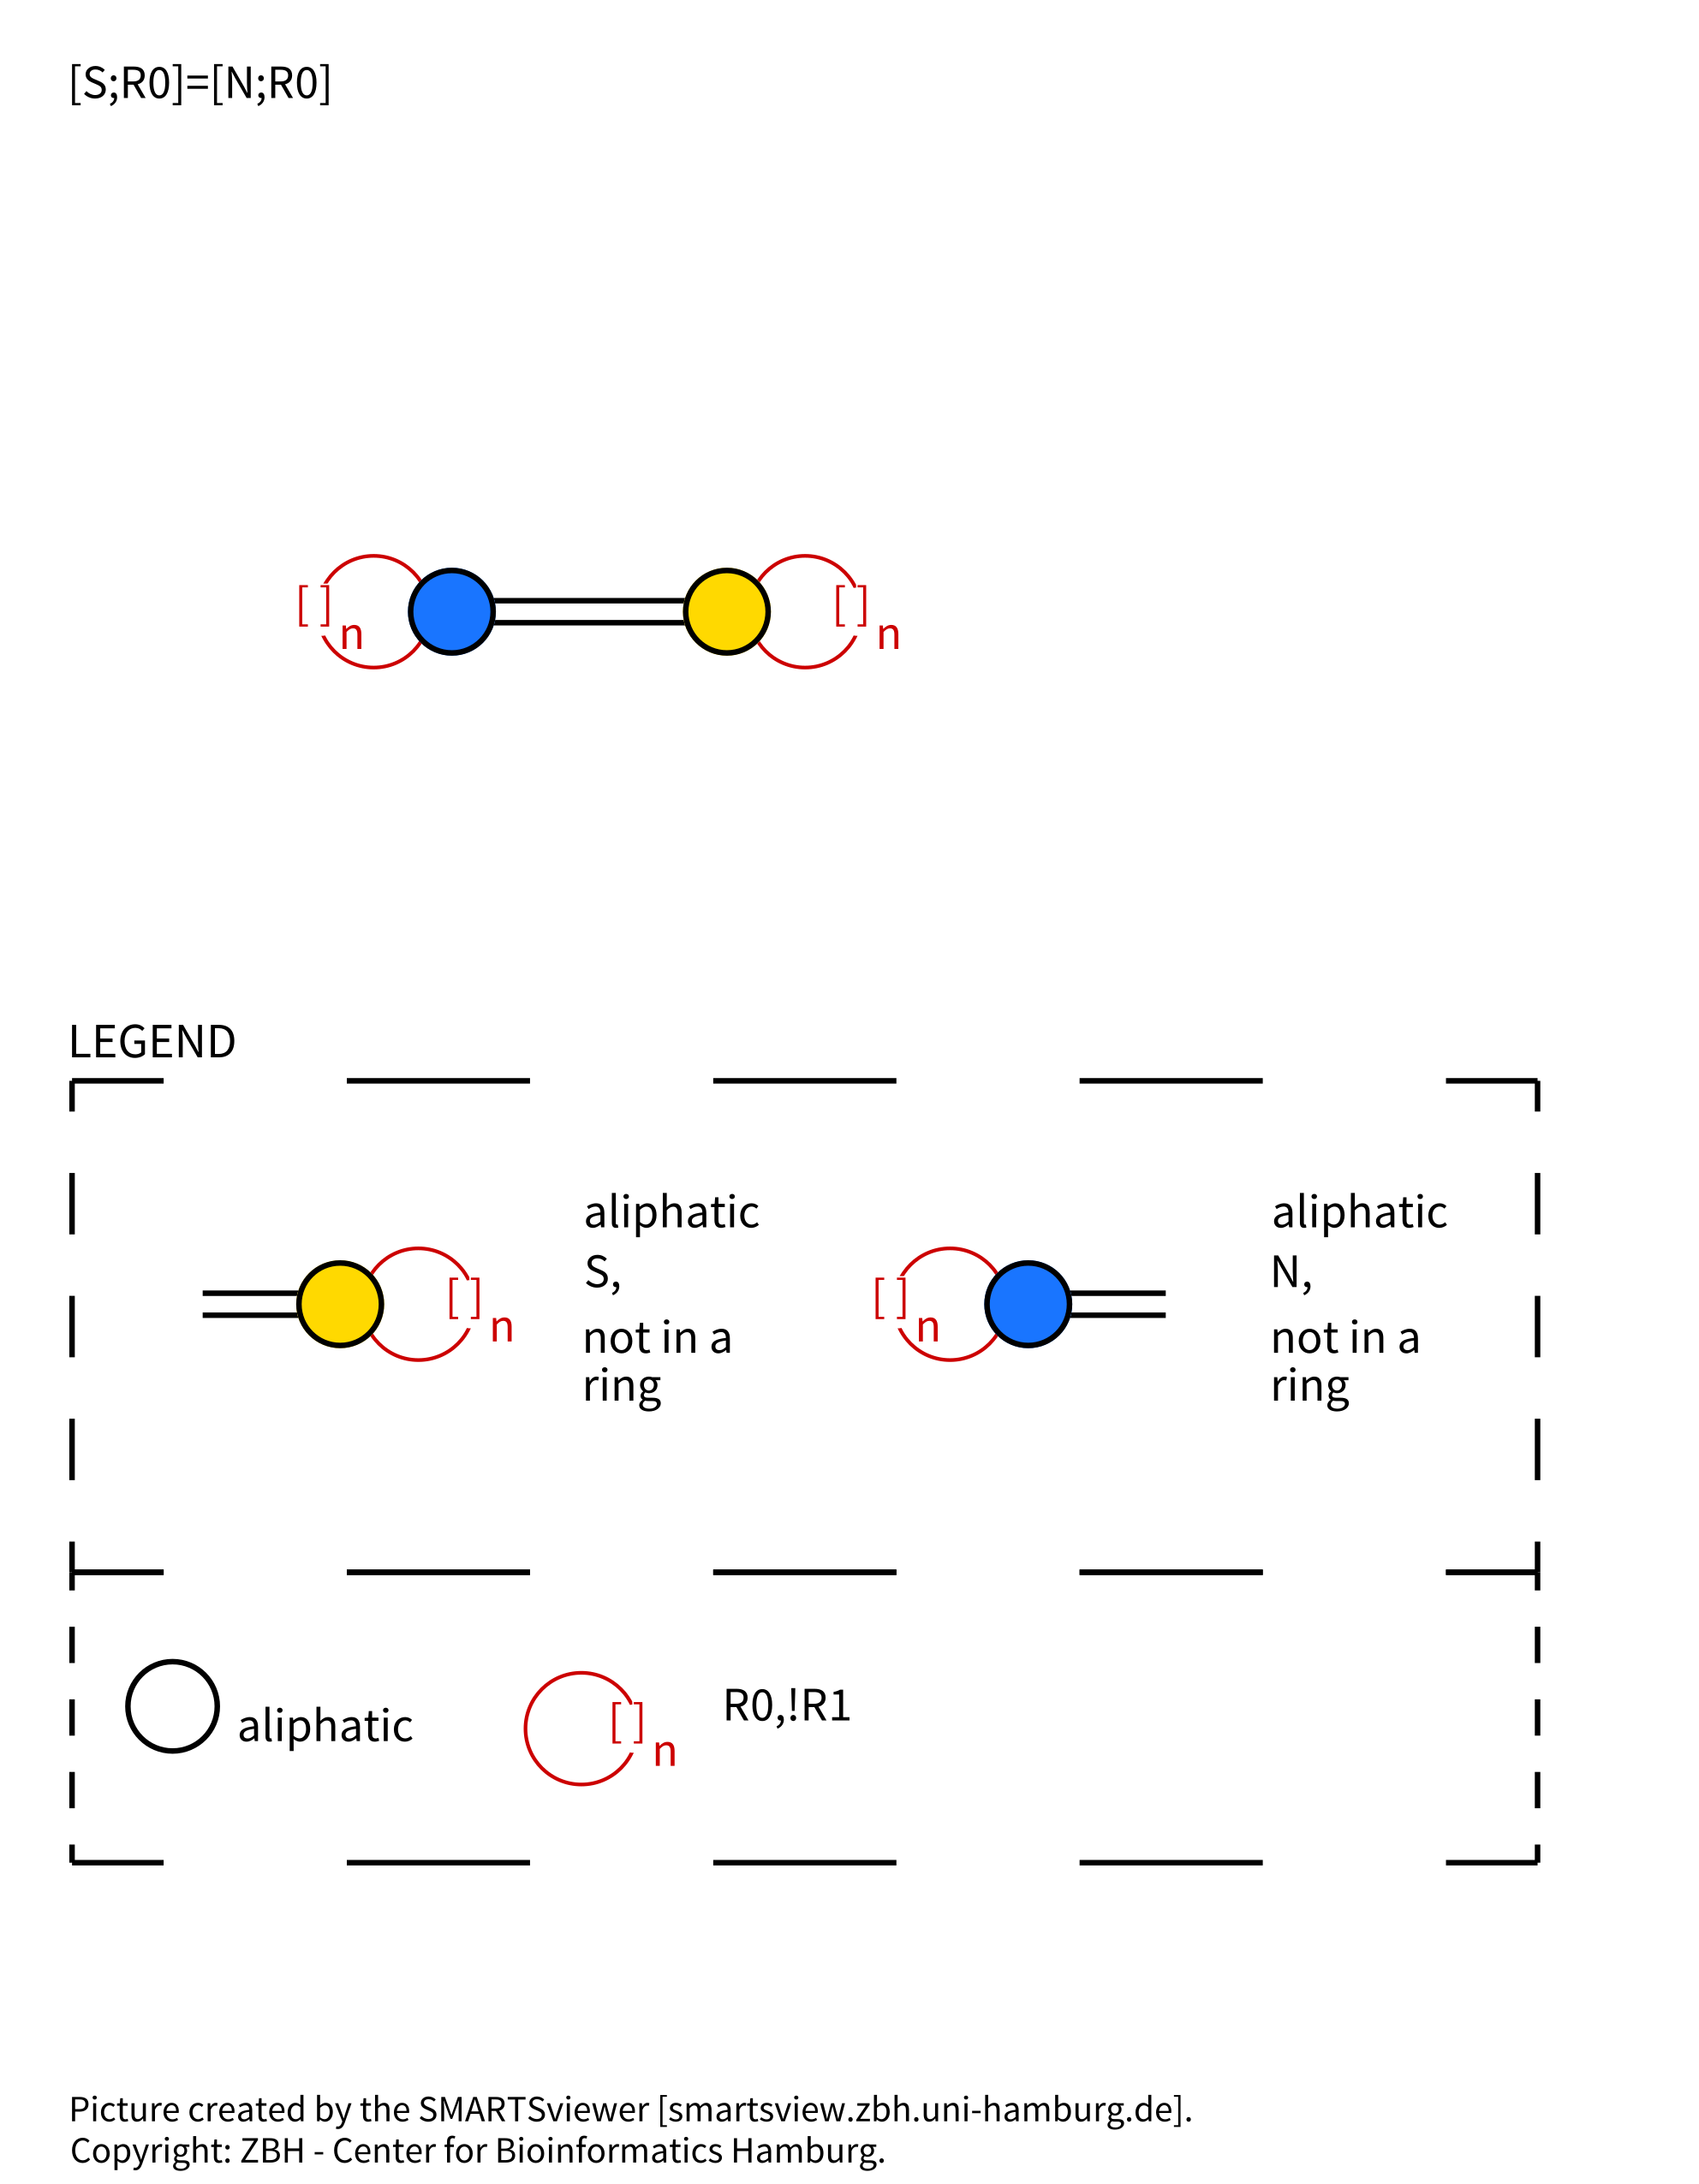 [S;R0]=[N;R0]
[ ]n [ ]n
LEGEND
aliphatic
S,
not in a
ring
[ ]n
aliphatic
N,
not in a
ring
[ ]n
aliphatic
[ ]n
R0,!R1
Picture created by the SMARTSviewer [smartsview.zbh.uni-hamburg.de].
Copyright: ZBH - Center for Bioinformatics Hamburg.